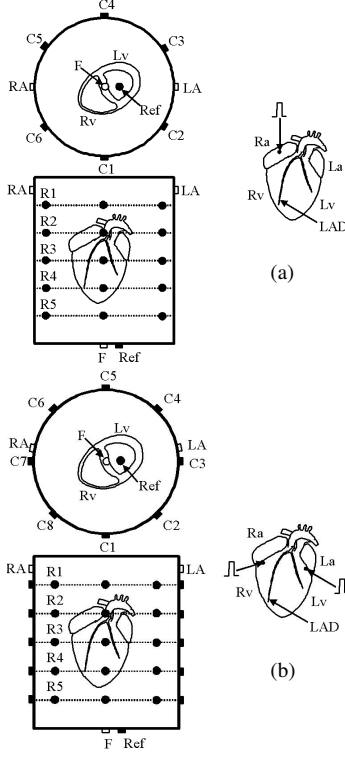 C4
C5 C3
F Lv
RA LA
Rv Ref
C6 C2
C1
RA LA
R1
R2
R3
R4
R5
F Ref
Ra La
Rv Lv
LAD
(a)
C5
C6 C4
F Lv
RA LA
C7 C3
Rv Ref
C8 C2
C1
RA LA
R1
R2
R3
R4
R5
F Ref
Ra La
Rv Lv
LAD
(b)